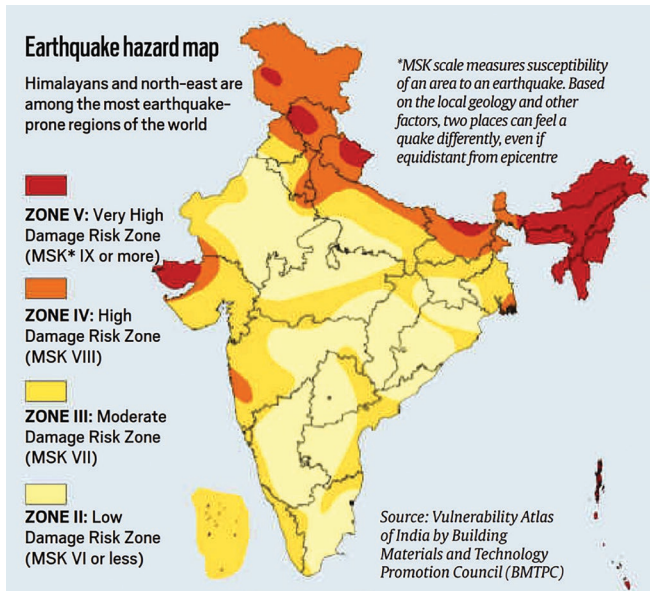 Earthquake hazard map
Himalayans and north-east are
among the most earthquake-
prone regions of the world
*MSK scale measures susceptibility
of an area to an earthquake. Based
on the local geology and other
factors, two places can feel a
quake differently, even if
equidistant from epicentre
ZONE V: Very High
Damage Risk Zone
(MSK* IX or more)
ZONE IV: High
Damage Risk Zone
(MSK VIII)
ZONE III: Moderate
Damage Risk Zone
(MSK VII)
ZONE II: Low
Damage Risk Zone
(MSK VI or less)
Source: Vulnerability Atlas
of India by Building
Materials and Technology
Promotion Council (BMTPC)